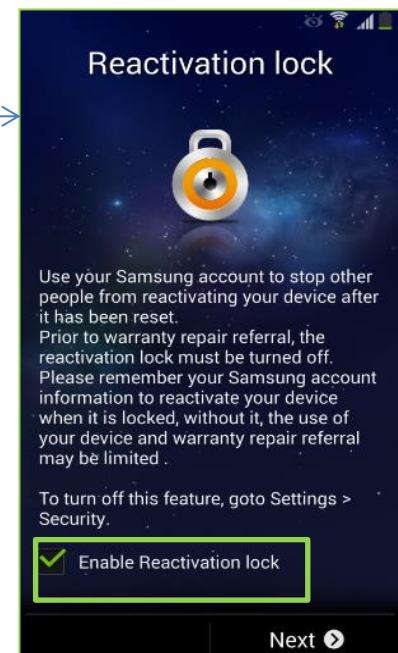 Reactivation lock
Use your Samsung account to stop other
people from reactivating your device after
it has been reset.
Prior to warranty repair referral, the
reactivation lock must be turned off.
Please remember your Samsung account
information to reactivate your device
when it is locked, without it, the use of
your device and warranty repair referral
may be limited .
To turn off this feature, goto Settings >
Security.
Enable Reactivation lock
Next